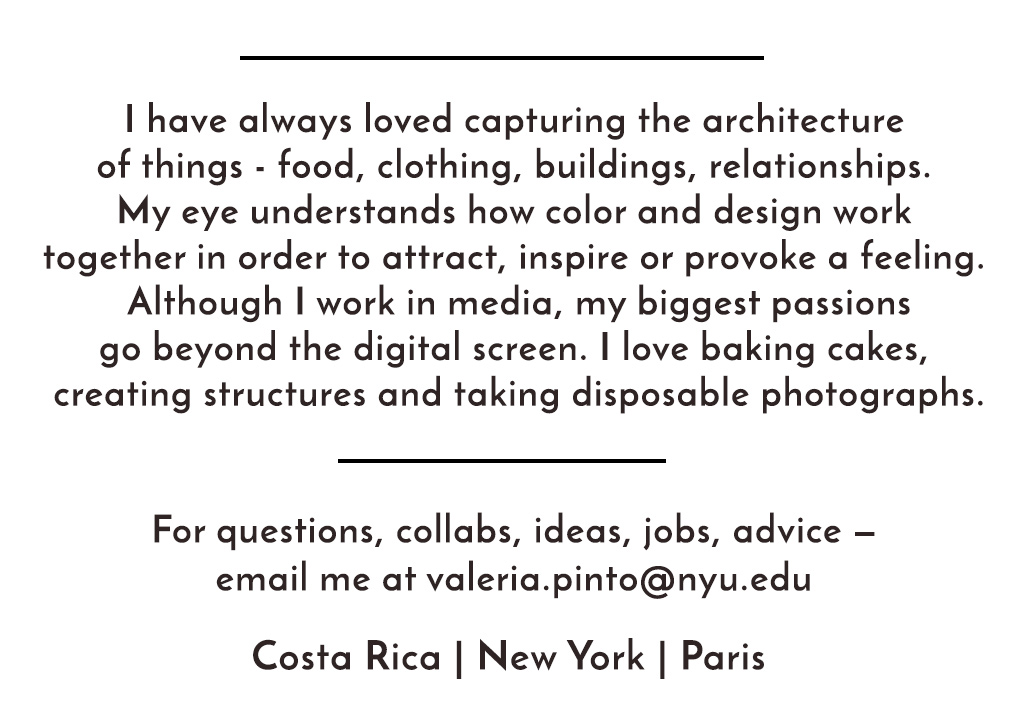 I have always loved capturing the architecture
of things - food, clothing, buildings, relationships.
My eye understands how color and design work
together in order to attract, inspire or provoke a feeling.
Although I work in media, my biggest passions
go beyond the digital screen. I love baking cakes,
creating structures and taking disposable photographs.
For questions, collabs, ideas, jobs, advice –
email me at valeria.pinto@nyu.edu
Costa Rica | New York | Paris